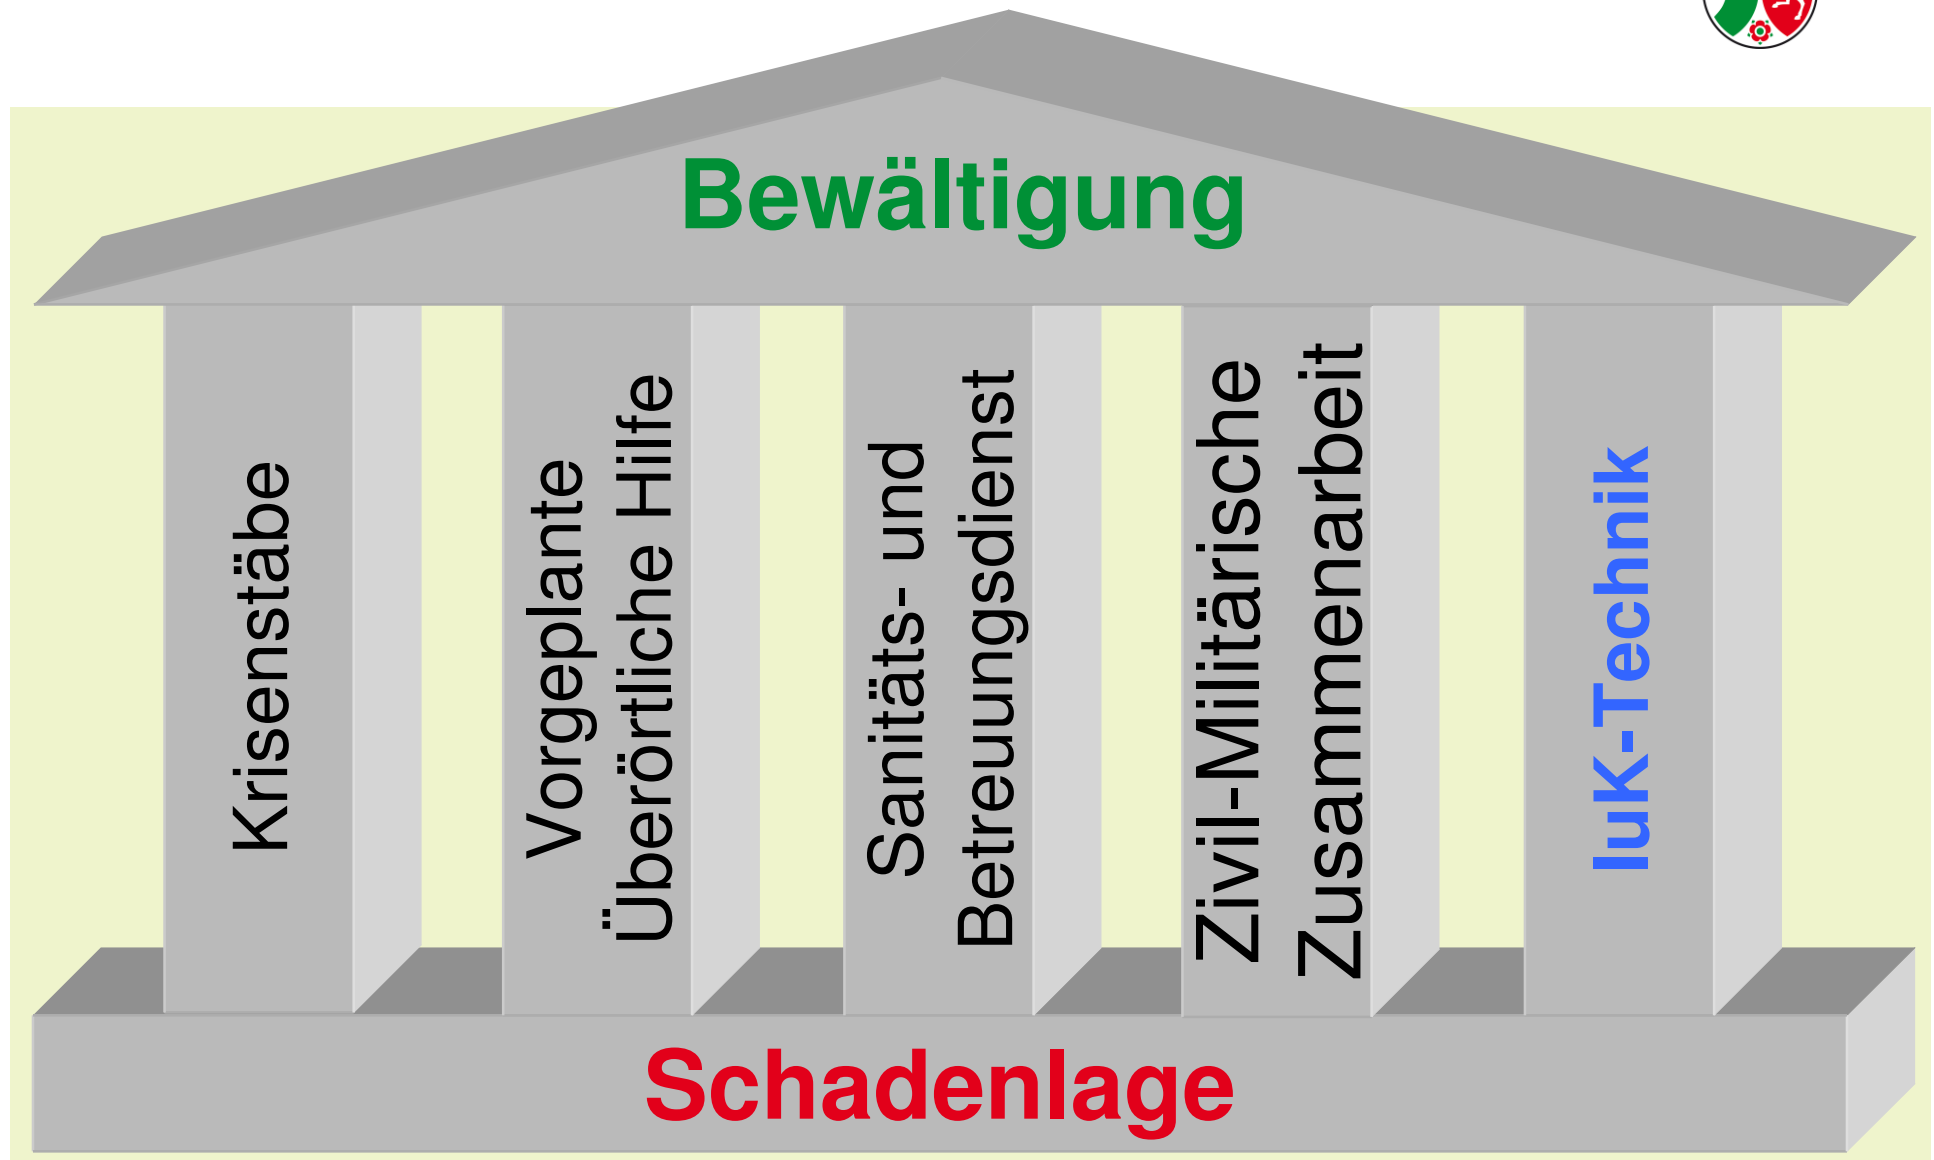 Bewältigung
Krisenstäbe
Vorgeplante
Überörtliche Hilfe
Sanitäts- und
Betreuungsdienst
Zivil-Militärische
Zusammenarbeit
IuK-Technik
Schadenlage